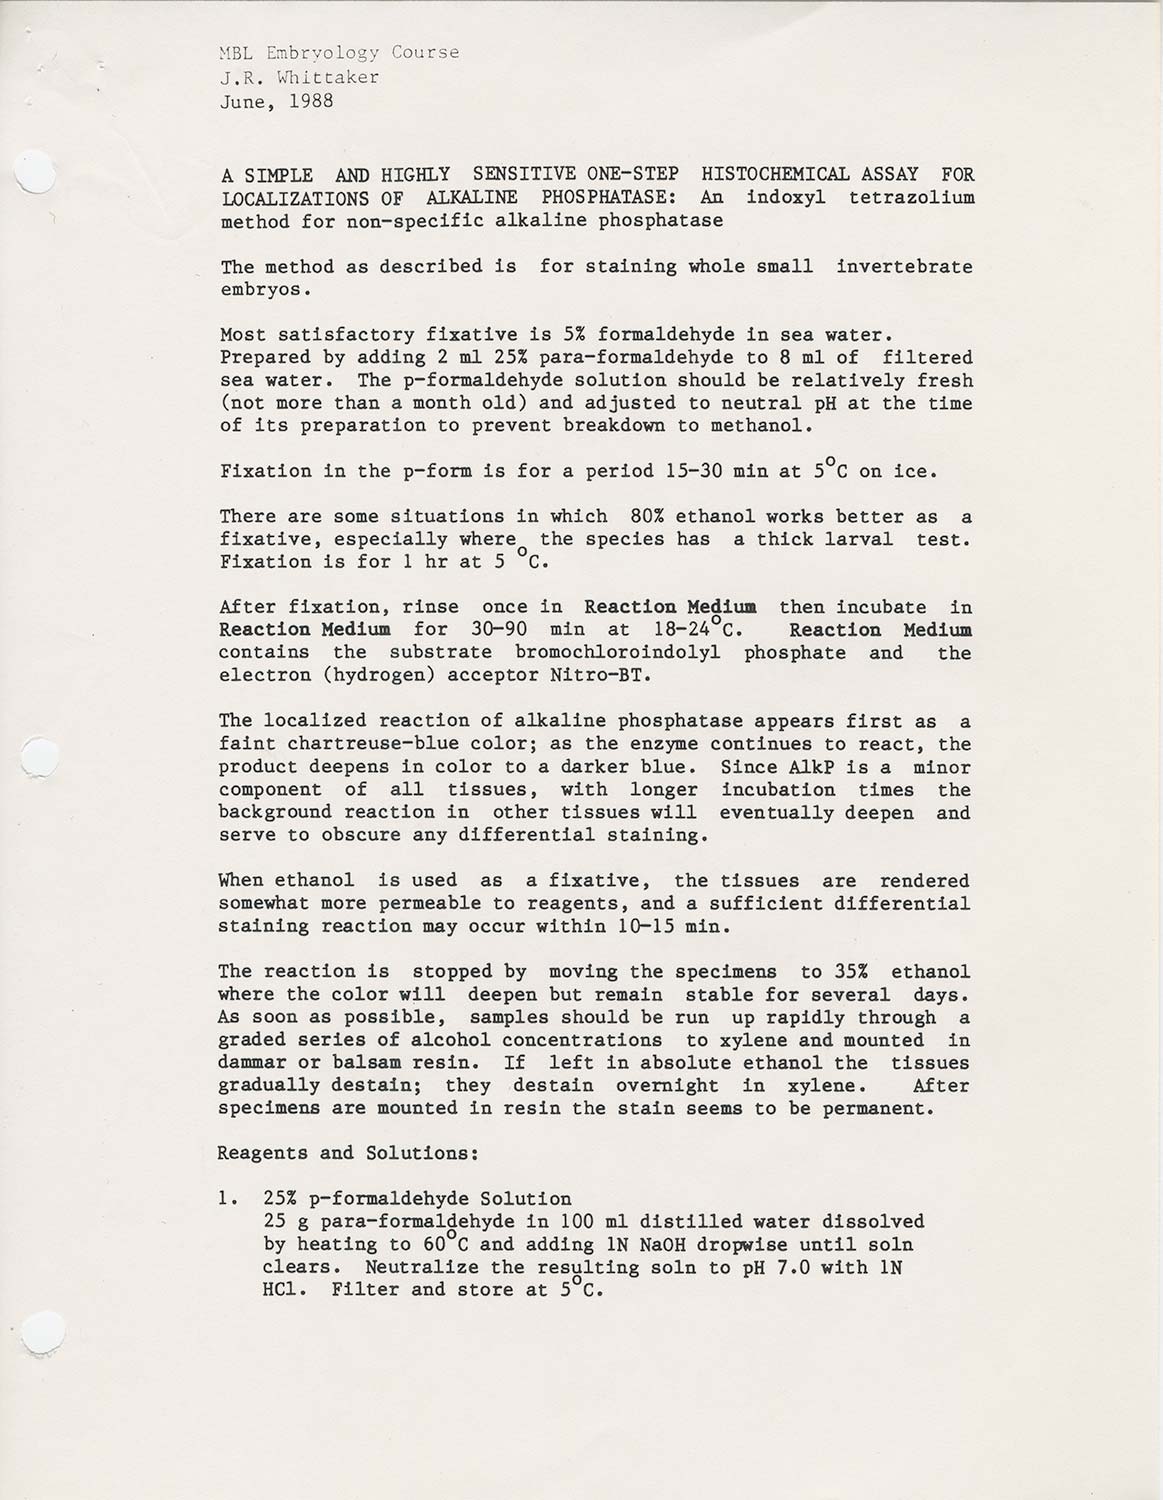 MBL Embryology Course
J.R. Whittaker
June, 1988
A SIMPLE AND HIGHLY SENSITIVE ONE-STEP HISTOCHEMICAL ASSAY FOR
LOCALIZATIONS OF ALKALINE PHOSPHATASE: An indoxyl tetrazolium
method for non-specific alkaline phosphatase
The method as described is for staining whole small invertebrate
embryos.
Most satisfactory fixative is 5% formaldehyde in sea water.
Prepared by adding 2 ml 25% para-formaldehyde to 8 ml of filtered
sea water. The p-formaldehyde solution should be relatively fresh
(not more than a month old) and adjusted to neutral pH at the time
of its preparation to prevent breakdown to methanol.
Fixation in the p-form is for a period 15-30 min at 5°C on ice.
There are some situations in which 80% ethanol works better as a
fixative, especially where the species has a thick larval test.
Fixation is for 1 hr at 5 °C.
After fixation, rinse once in Reaction Medium then incubate in
Reaction Medium for 30-90 min at 18-24°C. Reaction Medium
contains the substrate bromochloroindolyl phosphate and the
electron (hydrogen) acceptor Nitro-BT.
The localized reaction of alkaline phosphatase appears first as a
faint chartreuse-blue color; as the enzyme continues to react, the
product deepens in color to a darker blue. Since AlkP is a minor
component of all tissues, with longer incubation times the
background reaction in other tissues will eventually deepen and
serve to obscure any differential staining.
When ethanol is used as a fixative, the tissues are rendered
somewhat more permeable to reagents, and a sufficient differential
staining reaction may occur within 10-15 min.
The reaction is stopped by moving the specimens to 35% ethanol
where the color will deepen but remain stable for several days.
As soon as possible, samples should be run up rapidly through a
graded series of alcohol concentrations to xylene and mounted in
dammar or balsam resin. If left in absolute ethanol the tissues
gradually destain; they destain overnight in xylene. After
specimens are mounted in resin the stain seems to be permanent.
Reagents and Solutions:
1. 25% p-formaldehyde Solution
25 g para-formaldehyde in 100 ml distilled water dissolved
by heating to 60°C and adding 1N NaOH dropwise until soln
clears. Neutralize the resulting soln to pH 7.0 with 1N
HCl. Filter and store at 5°C.